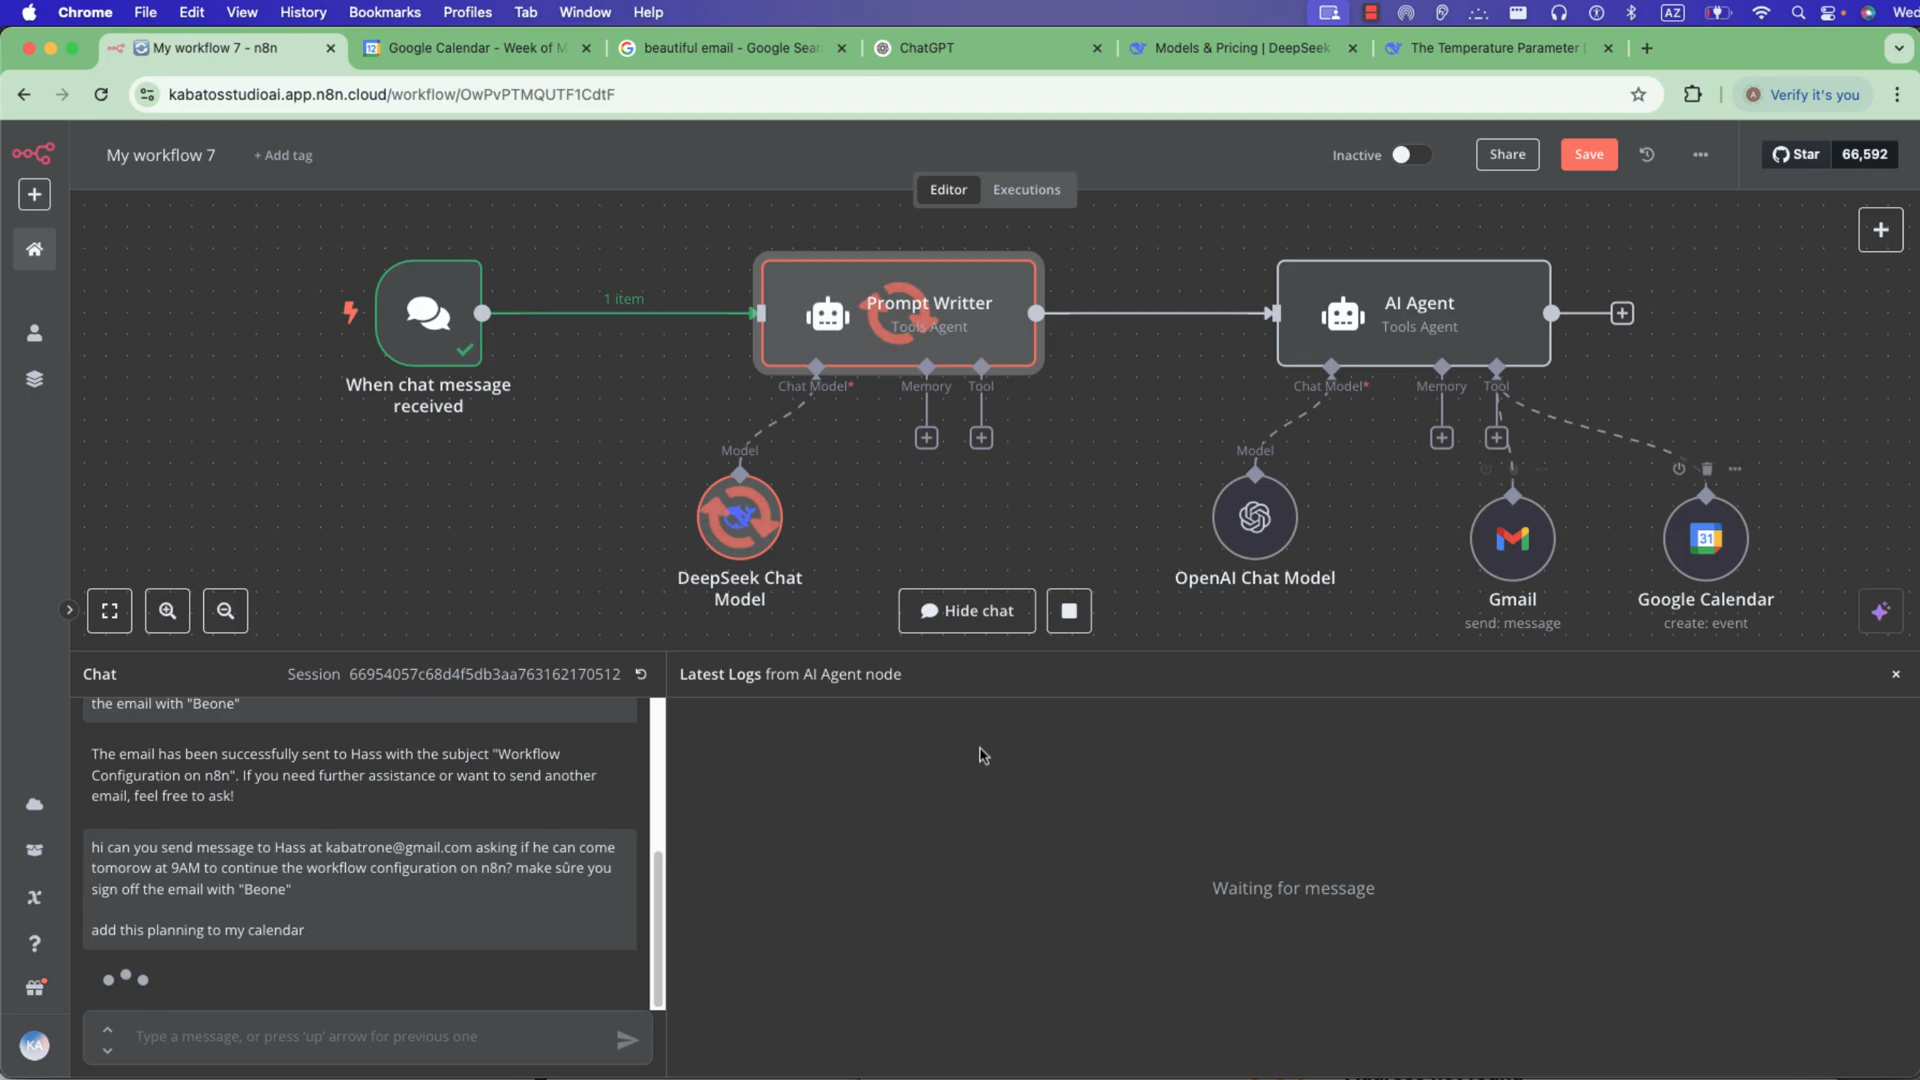 Chrome File Edit View History Bookmarks Profiles Tab Window Help AZ Wed
My workflow 7 - n8n
Google Calendar - Week of M
beautiful email - Google Sear
ChatGPT
Models & Pricing | DeepSeek
The Temperature Parameter |
kabatosstudioai.app.n8n.cloud/workflow/OwPvPTMQUTF1CdtF
Verify it's you
My workflow 7
+ Add tag
Inactive
Share
Save
Star 66,592
Editor
Executions
1 item
Prompt Writter
Tools Agent
AI Agent
Tools Agent
When chat message
received
Chat Model*
Memory
Tool
Chat Model*
Memory
Tool
Model
Model
DeepSeek Chat
Model
OpenAI Chat Model
31
Gmail
send: message
Google Calendar
create: event
Hide chat
Chat
Session 66954057c68d4f5db3aa763162170512
Latest Logs from AI Agent node
the email with "Beone"
The email has been successfully sent to Hass with the subject "Workflow
Configuration on n8n". If you need further assistance or want to send another
email, feel free to ask!
hi can you send message to Hass at kabatrone@gmail.com asking if he can come
tomorow at 9AM to continue the workflow configuration on n8n? make sûre you
sign off the email with "Beone"
add this planning to my calendar
Waiting for message
Type a message, or press 'up' arrow for previous one
KA